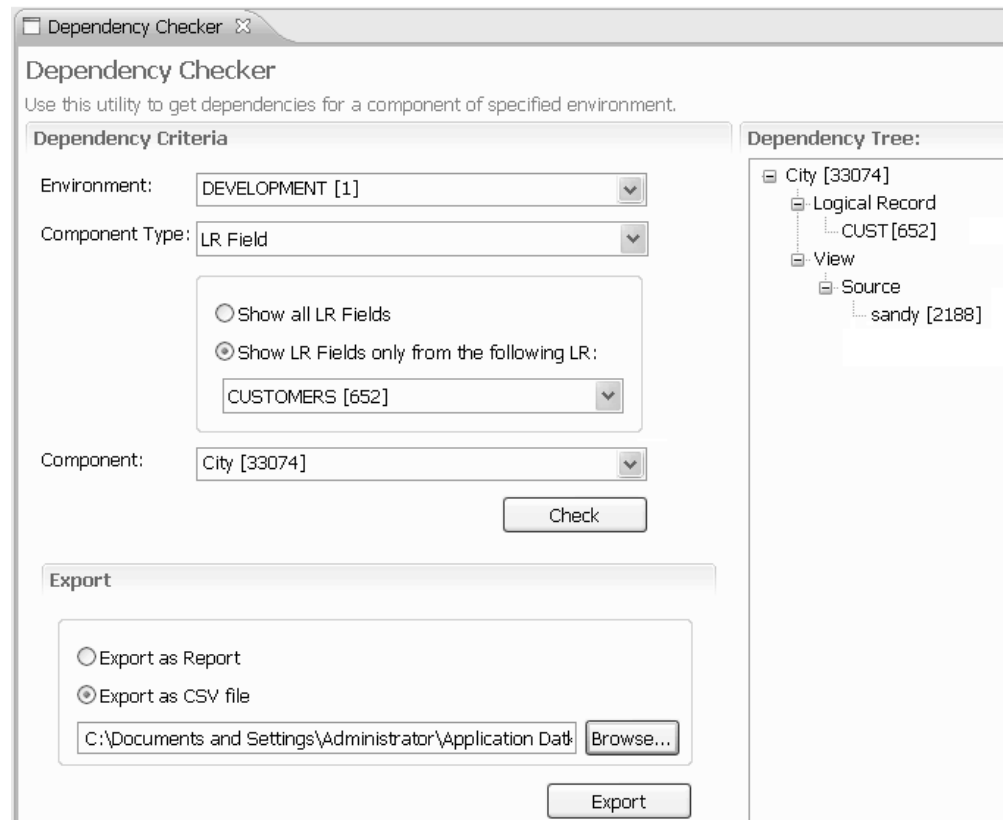 Dependency Checker
Dependency Checker
Use this utility to get dependencies for a component of specified environment.
Dependency Criteria
Environment:
DEVELOPMENT [1]
Component Type:
LR Field
Show all LR Fields
Show LR Fields only from the following LR:
CUSTOMERS [652]
Component:
City [33074]
Check
Export
Export as Report
Export as CSV file
C:\Documents and Settings\Administrator\Application Dat
Browse...
Export
Dependency Tree:
City [33074]
Logical Record
CUST [652]
View
Source
sandy [2188]